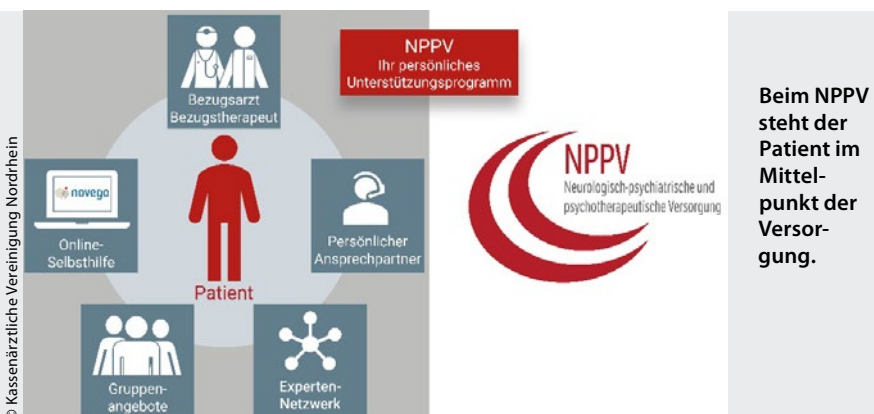 NPPV
Ihr persönliches
Unterstützungsprogramm
Bezugsarzt
Bezugstherapeut
novego
Online-
Selbsthilfe
Persönlicher
Ansprechpartner
Patient
Gruppen-
angebote
Experten-
Netzwerk
NPPV
Neurologisch-psychiatrische und
psychotherapeutische Versorgung
Beim NPPV
steht der
Patient im
Mittel-
punkt der
Versor-
gung.
© Kassenärztliche Vereinigung Nordrhein